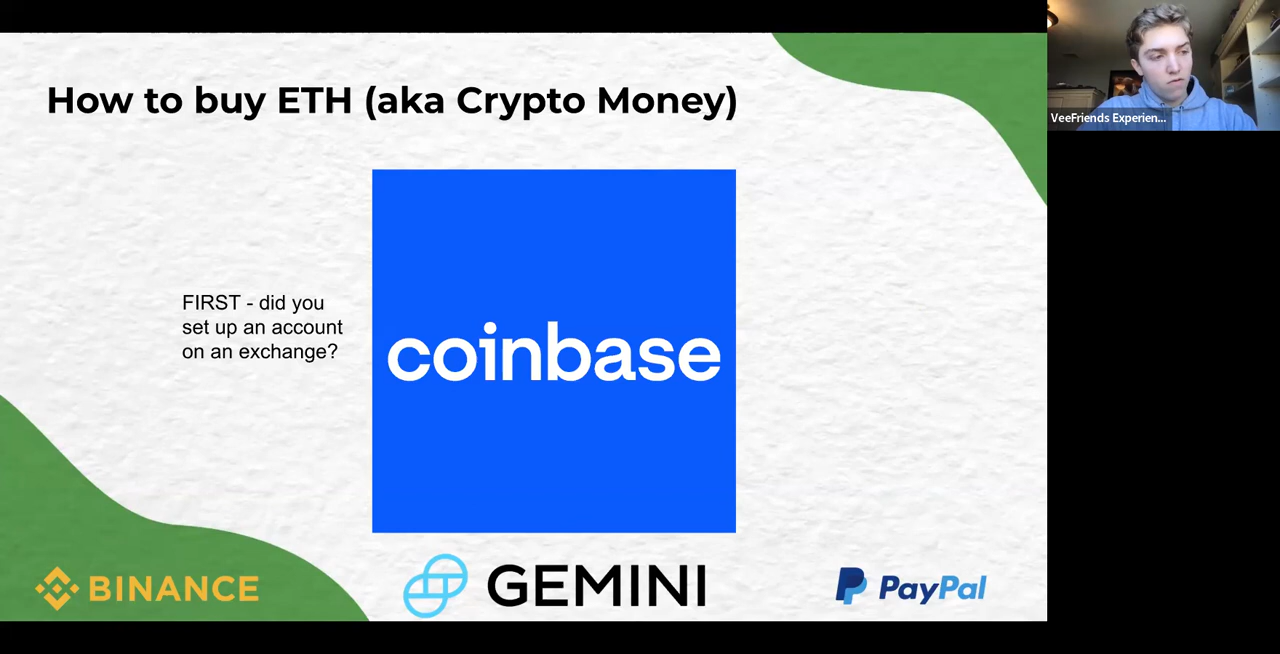 How to buy ETH (aka Crypto Money)
VeeFriends Experien...
FIRST - did you
set up an account
on an exchange?
coinbase
BINANCE
GEMINI
PayPal